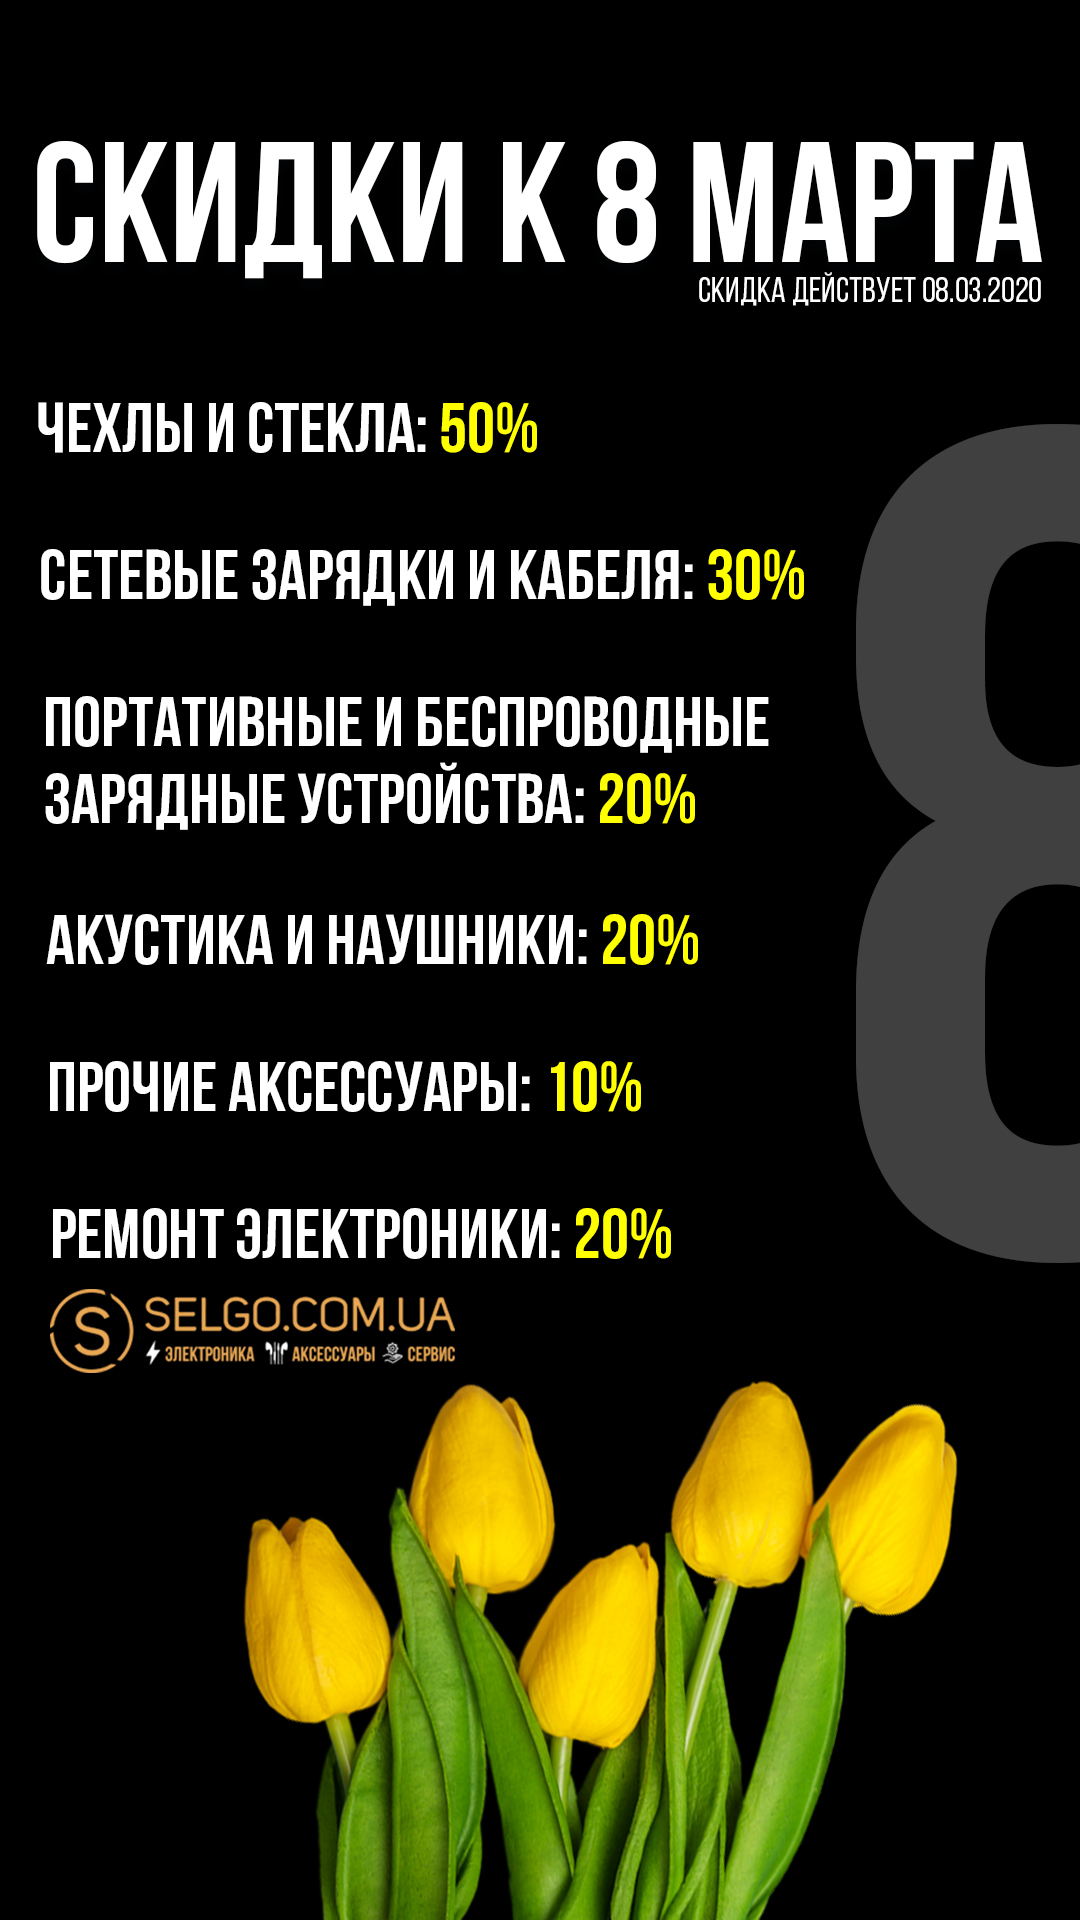 СКИДКИ К 8 МАРТА
СКИДКА ДЕЙСТВУЕТ 08.03.2020
ЧЕХЛЫ И СТЕКЛА: 50%
СЕТЕВЫЕ ЗАРЯДКИ И КАБЕЛЯ: 30%
ПОРТАТИВНЫЕ И БЕСПРОВОДНЫЕ
ЗАРЯДНЫЕ УСТРОЙСТВА: 20%
АКУСТИКА И НАУШНИКИ: 20%
ПРОЧИЕ АКСЕССУАРЫ: 10%
РЕМОНТ ЭЛЕКТРОНИКИ: 20%
8
S SELGO.COM.UA
ЭЛЕКТРОНИКА АКСЕССУАРЫ СЕРВИС